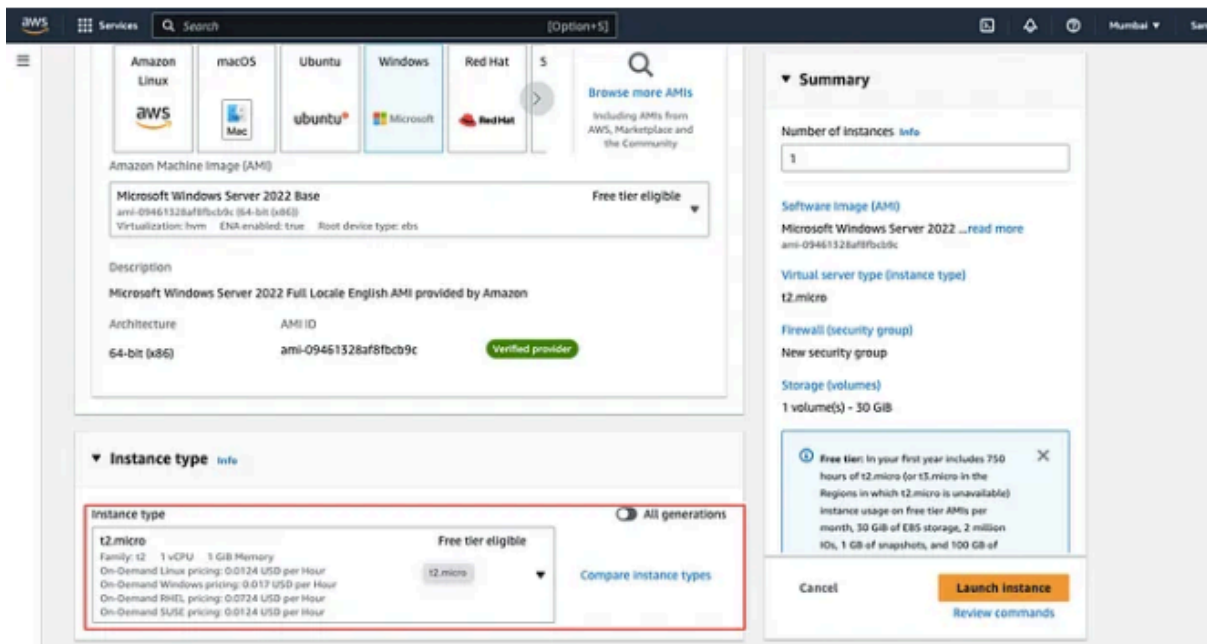 aws
Services
Search
[Option+S]
Mumbai
San
Amazon
Linux
aws
macOS
Mac
Ubuntu
ubuntu
Windows
Microsoft
Red Hat
Red Hat
S
Browse more AMIs
Including AMIs from
AWS, Marketplace and
the Community
Amazon Machine Image (AMI)
Microsoft Windows Server 2022 Base
Free tier eligible
ami-09461328af8fbcb9c (64-bit (x86))
Virtualization: hvm ENA enabled: true Root device type: ebs
Description
Microsoft Windows Server 2022 Full Locale English AMI provided by Amazon
Architecture
AMI ID
64-bit (x86)
ami-09461328af8fbcb9c
Verified provider
Instance type Info
Instance type
All generations
t2.micro
Free tier eligible
Family: t2 1 vCPU 1 GiB Memory
On-Demand Linux pricing: 0.0124 USD per Hour
On-Demand Windows pricing: 0.017 USD per Hour
On-Demand RHEL pricing: 0.0724 USD per Hour
On-Demand SUSE pricing: 0.0124 USD per Hour
t2.micro
Compare instance types
Summary
Number of instances Info
1
Software Image (AMI)
Microsoft Windows Server 2022 ...read more
ami-09461328af8fbcb9c
Virtual server type (instance type)
t2.micro
Firewall (security group)
New security group
Storage (volumes)
1 volume(s) - 30 GiB
Free tier: In your first year includes 750
hours of t2.micro (or t3.micro in the
Regions in which t2.micro is unavailable)
instance usage on free tier AMIs per
month, 30 GiB of EBS storage, 2 million
IOs, 1 GB of snapshots, and 100 GB of
Cancel
Launch instance
Review commands